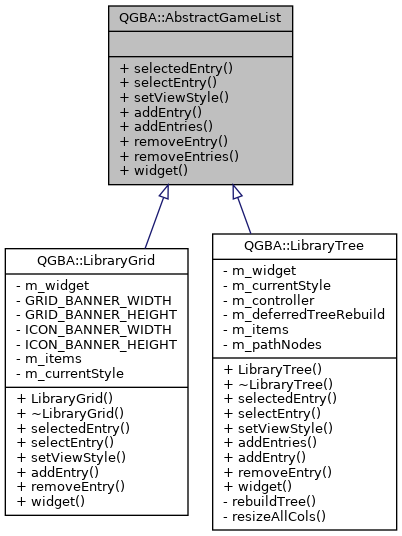 QGBA::AbstractGameList
+ selectedEntry()
+ selectEntry()
+ setViewStyle()
+ addEntry()
+ addEntries()
+ removeEntry()
+ removeEntries()
+ widget()
QGBA::LibraryGrid
- m_widget
- GRID_BANNER_WIDTH
- GRID_BANNER_HEIGHT
- ICON_BANNER_WIDTH
- ICON_BANNER_HEIGHT
- m_items
- m_currentStyle
+ LibraryGrid()
+ ~LibraryGrid()
+ selectedEntry()
+ selectEntry()
+ setViewStyle()
+ addEntry()
+ removeEntry()
+ widget()
QGBA::LibraryTree
- m_widget
- m_currentStyle
- m_controller
- m_deferredTreeRebuild
- m_items
- m_pathNodes
+ LibraryTree()
+ ~LibraryTree()
+ selectedEntry()
+ selectEntry()
+ setViewStyle()
+ addEntries()
+ addEntry()
+ removeEntry()
+ widget()
- rebuildTree()
- resizeAllCols()